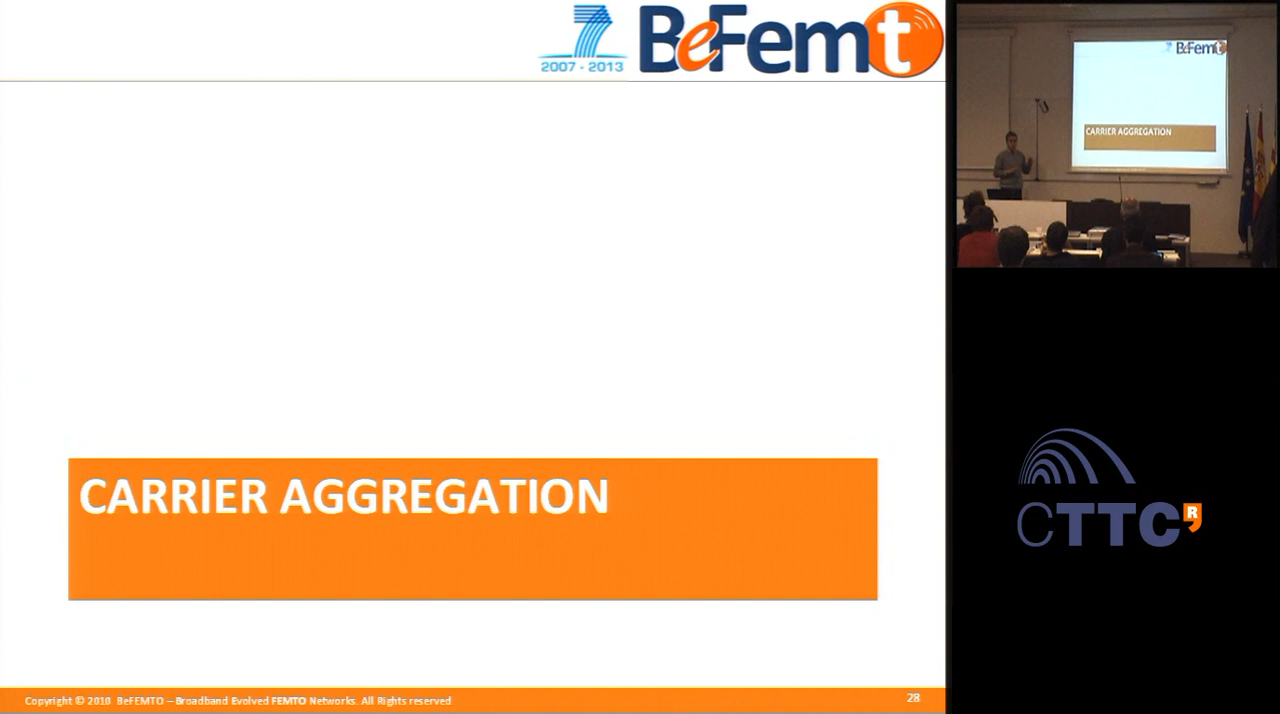 2007 - 2013
BeFemt
CARRIER AGGREGATION
Copyright © 2010 BeFEMTO – Broadband Evolved FEMTO Networks. All Rights reserved
28
BeFemt
CARRIER AGGREGATION
CTTC
R